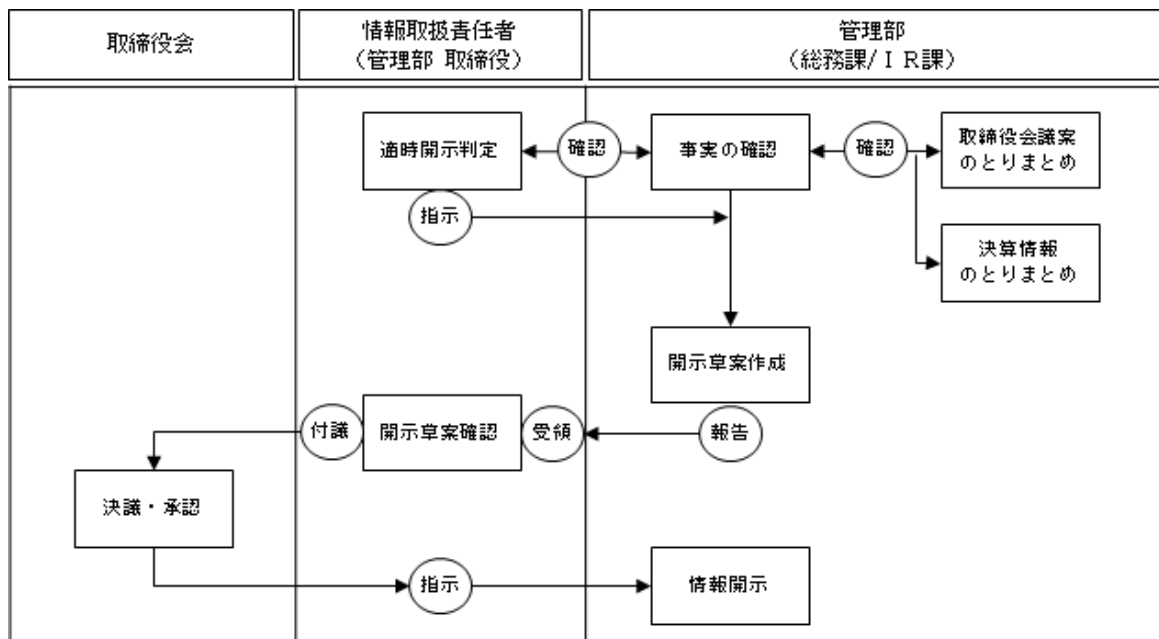 取締役会
情報取扱責任者
(管理部 取締役)
管理部
(総務課/ＩＲ課)
適時開示判定
確認
事実の確認
確認
取締役会議案
のとりまとめ
指示
決算情報
のとりまとめ
開示草案作成
付議
開示草案確認
受領
報告
決議・承認
指示
情報開示